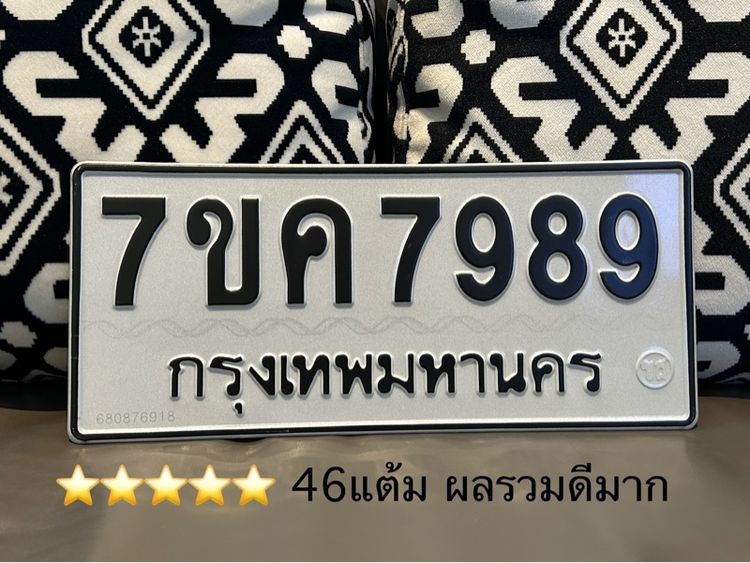 7ขค 7989
กรุงเทพมหานคร
680876918
⭐⭐⭐⭐⭐ 46แต้ม ผลรวมดีมาก